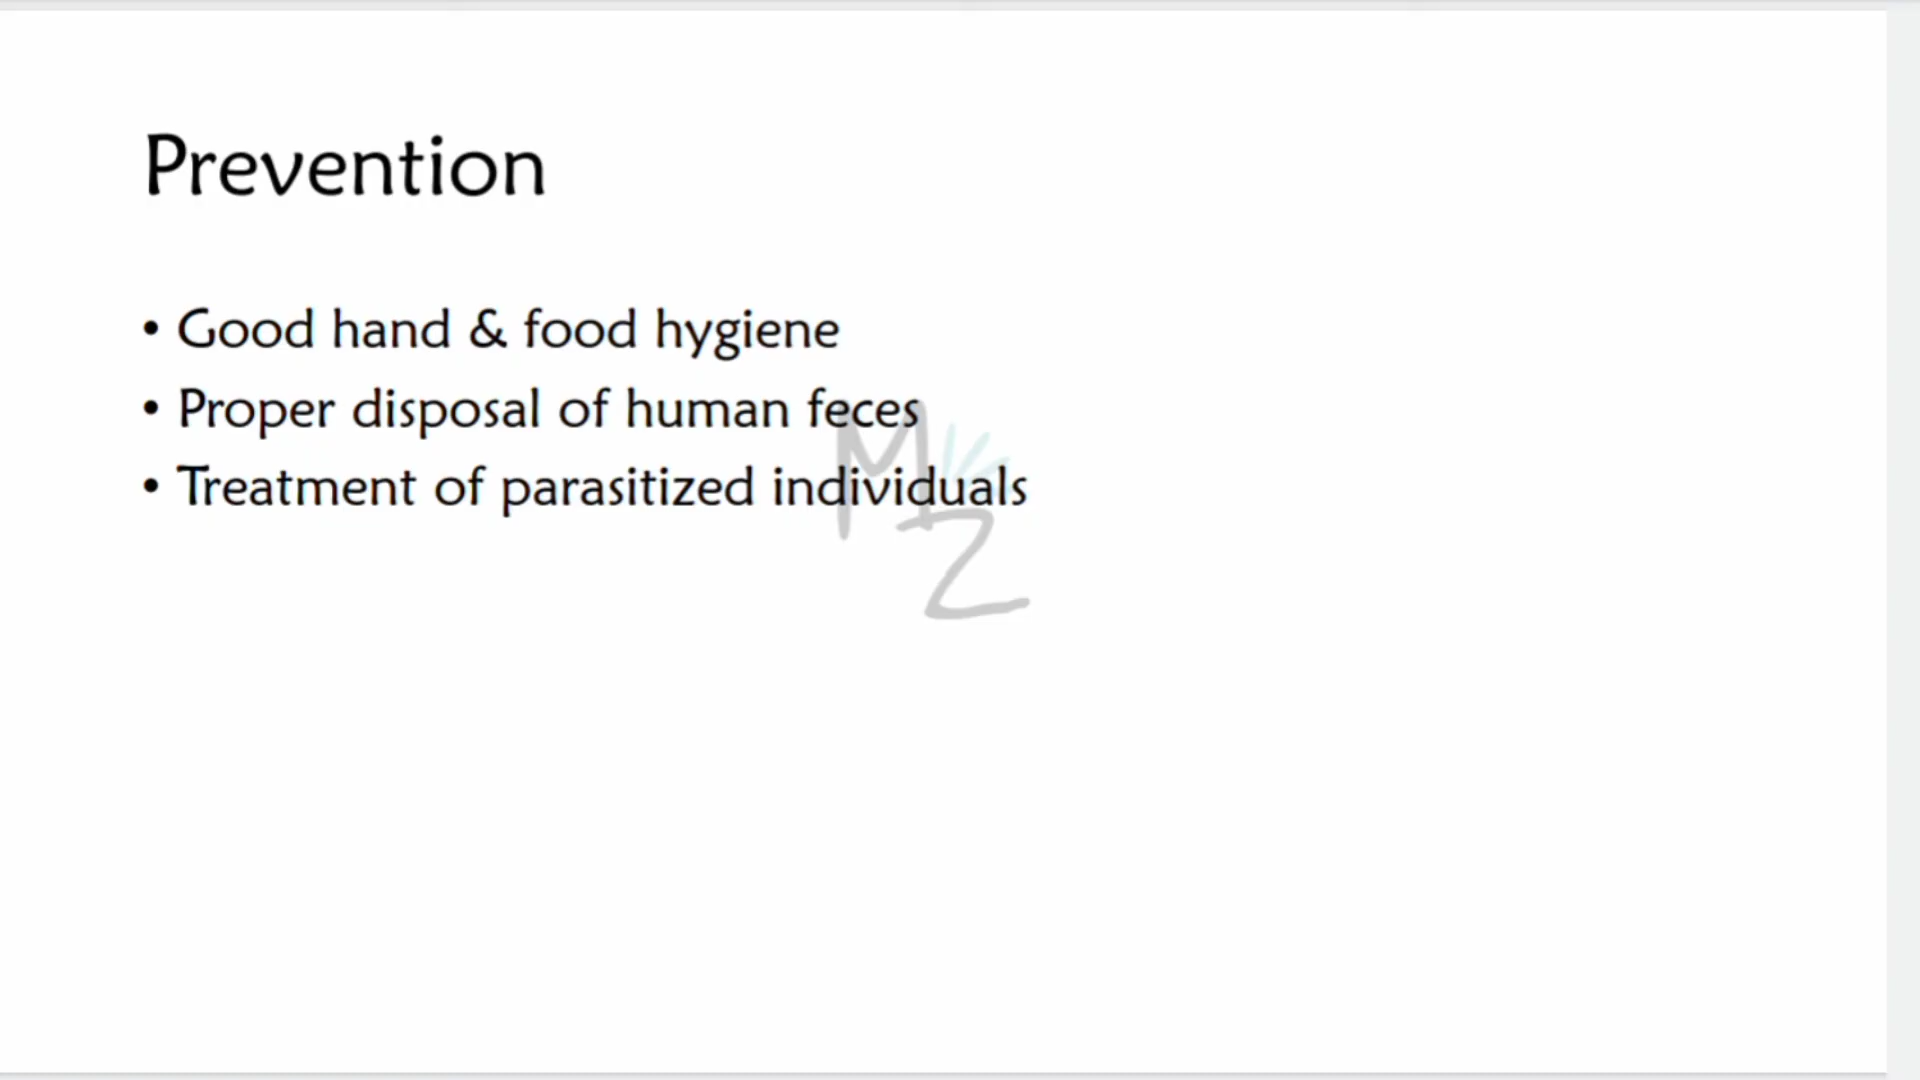 Prevention
• Good hand & food hygiene
• Proper disposal of human feces
• Treatment of parasitized individuals
M
Z